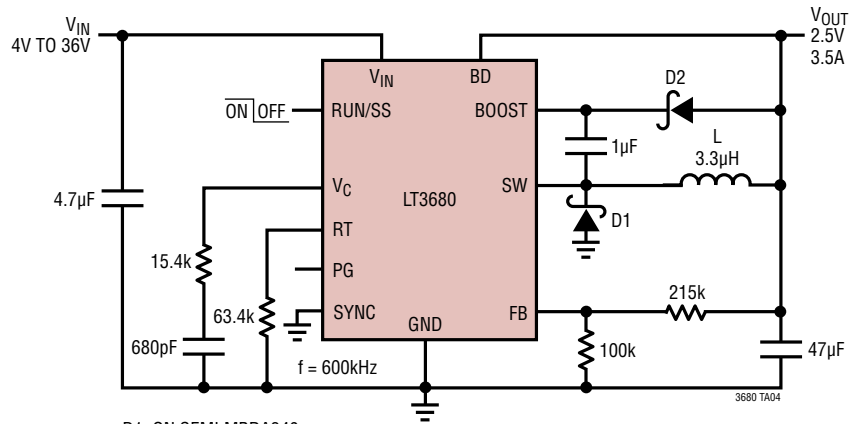 VIN
4V TO 36V
VOUT
2.5V
3.5A
VIN
BD
D2
ON OFF
RUN/SS
BOOST
L
3.3µH
1µF
4.7µF
VC
SW
LT3680
RT
D1
15.4k
PG
215k
63.4k
SYNC
GND
FB
680pF
f = 600kHz
100k
47µF
3680 TA04